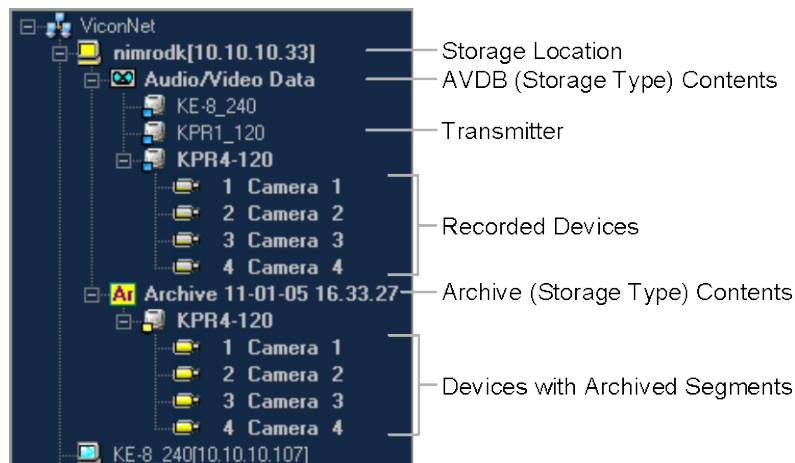 ViconNet
nimrodk[10.10.10.33] Storage Location
Audio/Video Data AVDB (Storage Type) Contents
KE-8_240
KPR1_120 Transmitter
KPR4-120
1 Camera 1
2 Camera 2
3 Camera 3 Recorded Devices
4 Camera 4
Ar Archive 11-01-05 16.33.27 Archive (Storage Type) Contents
KPR4-120
1 Camera 1
2 Camera 2
3 Camera 3 Devices with Archived Segments
4 Camera 4
KE-8_240[10.10.10.107]